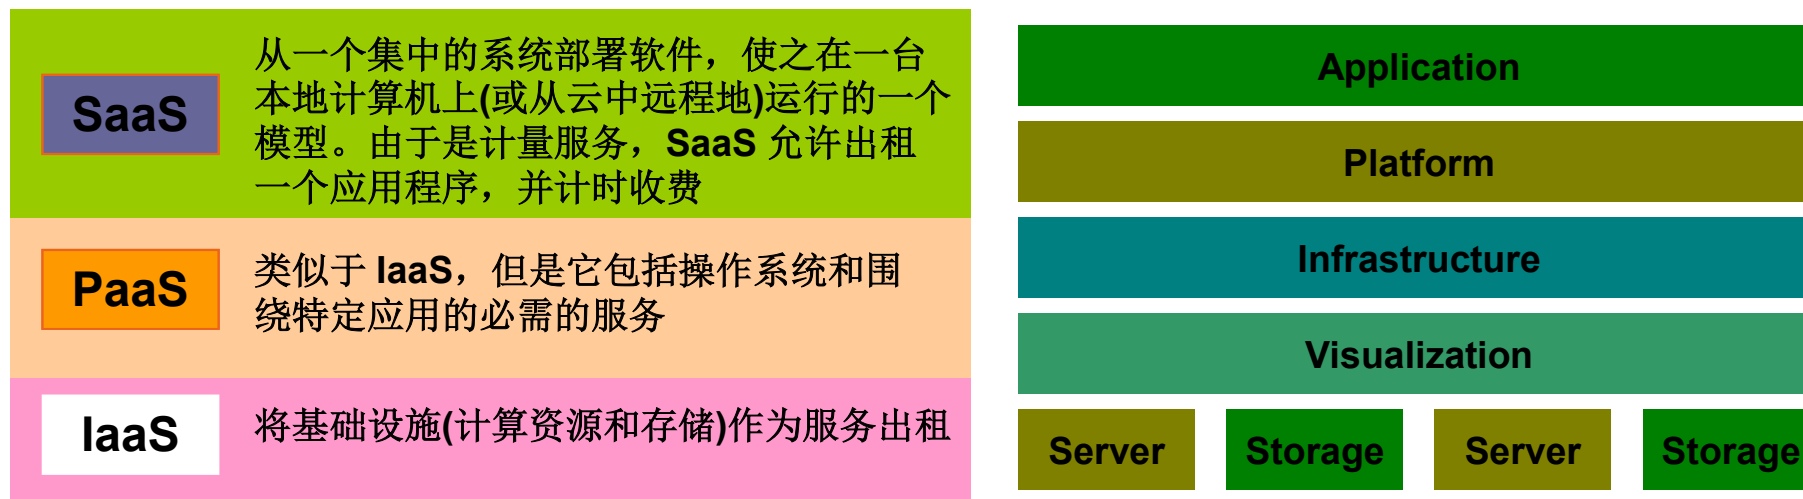 SaaS
从一个集中的系统部署软件，使之在一台
本地计算机上(或从云中远程地)运行的一个
模型。由于是计量服务，SaaS 允许出租
一个应用程序，并计时收费
PaaS
类似于 IaaS，但是它包括操作系统和围
绕特定应用的必需的服务
IaaS
将基础设施(计算资源和存储)作为服务出租
Application
Platform
Infrastructure
Visualization
Server Storage Server Storage